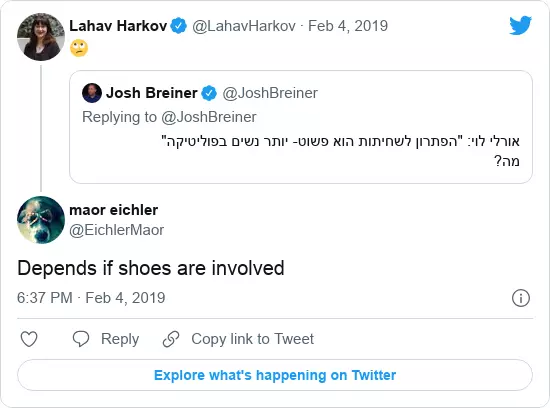 Lahav Harkov @LahavHarkov · Feb 4, 2019
🙄
Josh Breiner @JoshBreiner
Replying to @JoshBreiner
אורלי לוי: "הפתרון לשחיתות הוא פשוט- יותר נשים בפוליטיקה"
מה?
maor eichler
@EichlerMaor
Depends if shoes are involved
6:37 PM · Feb 4, 2019
Reply Copy link to Tweet
Explore what's happening on Twitter